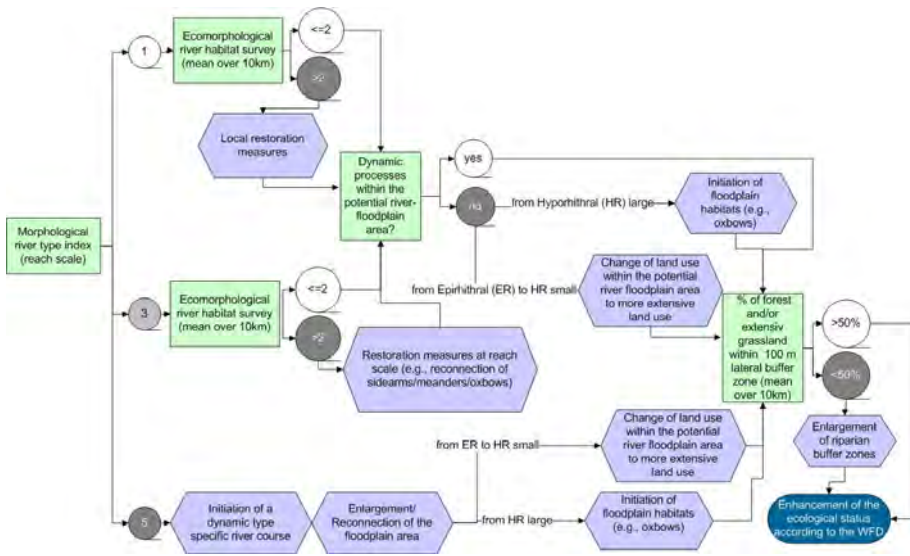 1
Ecomorphological
river habitat survey
(mean over 10km)
<=2
>2
Local restoration
measures
Dynamic
processes
within the
potential river-
floodplain
area?
yes
no
from Hyporhithral (HR) large
Initiation of
floodplain
habitats (e.g.,
oxbows)
Morphological
river type index
(reach scale)
3
Ecomorphological
river habitat survey
(mean over 10km)
<=2
>2
Restoration measures at reach
scale (e.g., reconnection of
sidearms/meanders/oxbows)
from Epirhithral (ER) to HR small
Change of land use
within the potential
river floodplain area
to more extensive
land use
% of forest
and/or
extensiv
grassland
within 100 m
lateral buffer
zone (mean
over 10km)
>50%
<50%
Enlargement
of riparian
buffer zones
from ER to HR small
Change of land use
within the potential
river floodplain area
to more extensive
land use
5
Initiation of a
dynamic type
specific river course
Enlargement/
Reconnection of the
floodplain area
from HR large
Initiation of
floodplain habitats
(e.g., oxbows)
Enhancement of the
ecological status
according to the WFD